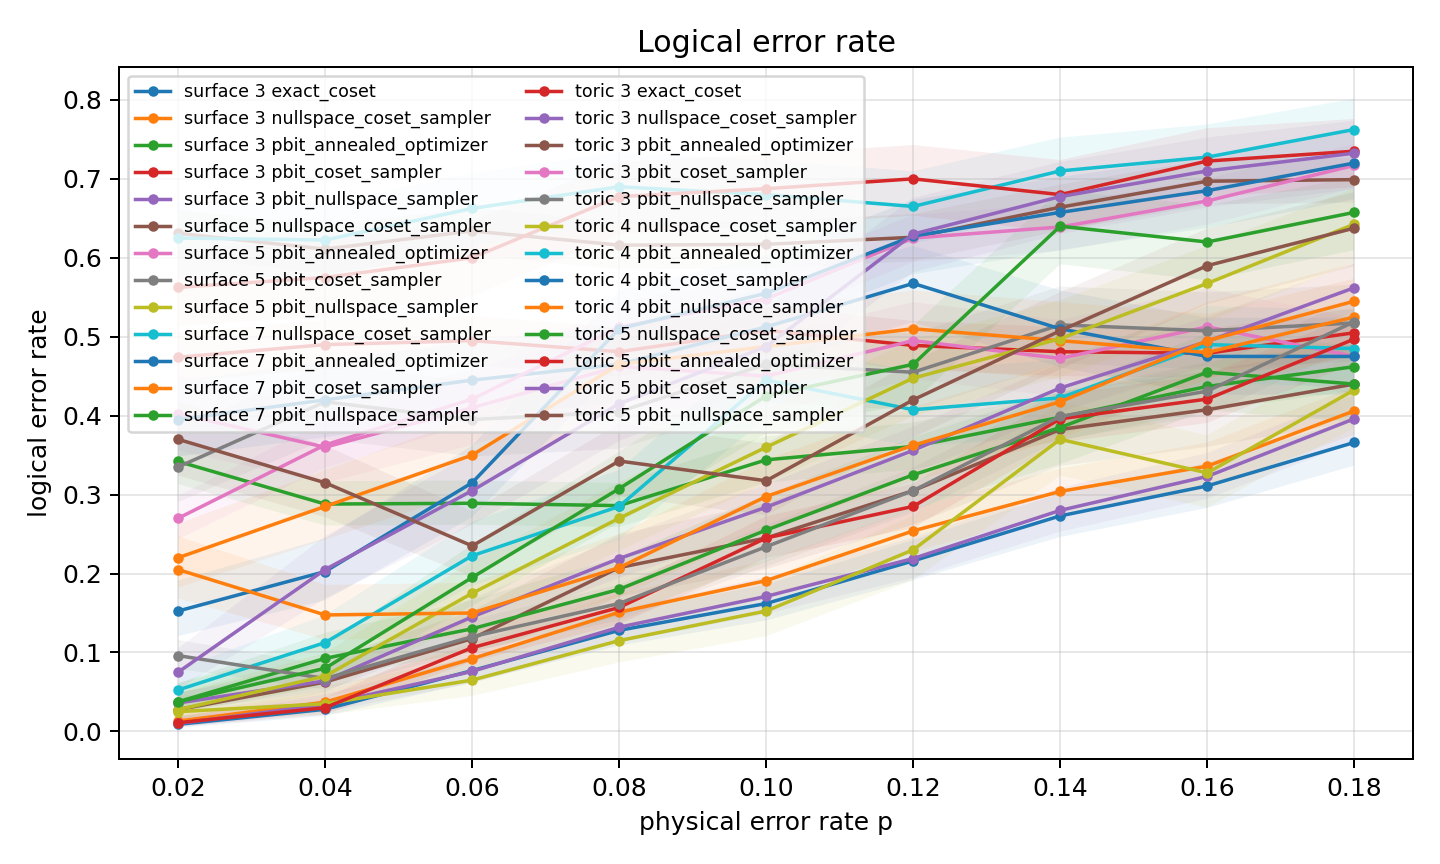 Logical error rate
logical error rate
0.8
0.7
0.6
0.5
0.4
0.3
0.2
0.1
0.0
surface 3 exact_coset
surface 3 nullspace_coset_sampler
surface 3 pbit_annealed_optimizer
surface 3 pbit_coset_sampler
surface 3 pbit_nullspace_sampler
surface 5 nullspace_coset_sampler
surface 5 pbit_annealed_optimizer
surface 5 pbit_coset_sampler
surface 5 pbit_nullspace_sampler
surface 7 nullspace_coset_sampler
surface 7 pbit_annealed_optimizer
surface 7 pbit_coset_sampler
surface 7 pbit_nullspace_sampler
toric 3 exact_coset
toric 3 nullspace_coset_sampler
toric 3 pbit_annealed_optimizer
toric 3 pbit_coset_sampler
toric 3 pbit_nullspace_sampler
toric 4 nullspace_coset_sampler
toric 4 pbit_annealed_optimizer
toric 4 pbit_coset_sampler
toric 4 pbit_nullspace_sampler
toric 5 nullspace_coset_sampler
toric 5 pbit_annealed_optimizer
toric 5 pbit_coset_sampler
toric 5 pbit_nullspace_sampler
0.02 0.04 0.06 0.08 0.10 0.12 0.14 0.16 0.18
physical error rate p